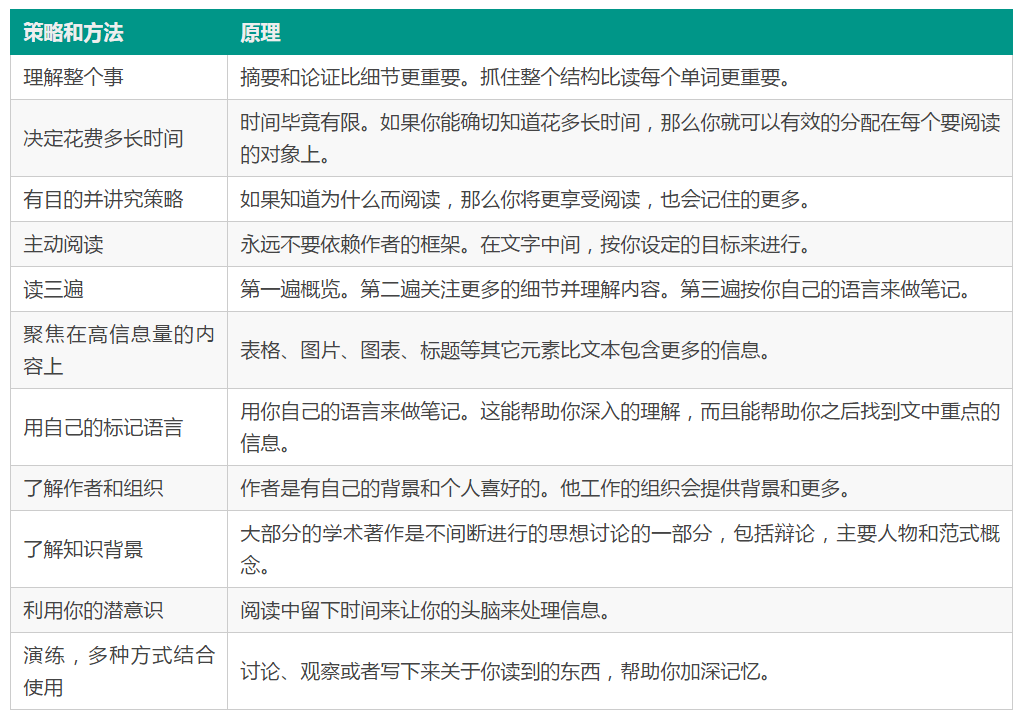 策略和方法
原理
理解整个事
摘要和论证比细节更重要。抓住整个结构比读每个单词更重要。
决定花费多长时间
时间毕竟有限。如果你能确切知道花多长时间，那么你就可以有效的分配在每个要阅读
的对象上。
有目的并讲究策略
如果知道为什么而阅读，那么你将更享受阅读，也会记住的更多。
主动阅读
永远不要依赖作者的框架。在文字中间，按你设定的目标来进行。
读三遍
第一遍概览。第二遍关注更多的细节并理解内容。第三遍按你自己的语言来做笔记。
聚焦在高信息量的内
容上
表格、图片、图表、标题等其它元素比文本包含更多的信息。
用自己的标记语言
用你自己的语言来做笔记。这能帮助你深入的理解，而且能帮助你之后找到文中重点的
信息。
了解作者和组织
作者是有自己的背景和个人喜好的。他工作的组织会提供背景和更多。
了解知识背景
大部分的学术著作是不间断进行的思想讨论的一部分，包括辩论，主要人物和范式概
念。
利用你的潜意识
阅读中留下时间来让你的头脑来处理信息。
演练，多种方式结合
使用
讨论、观察或者写下来关于你读到的东西，帮助你加深记忆。